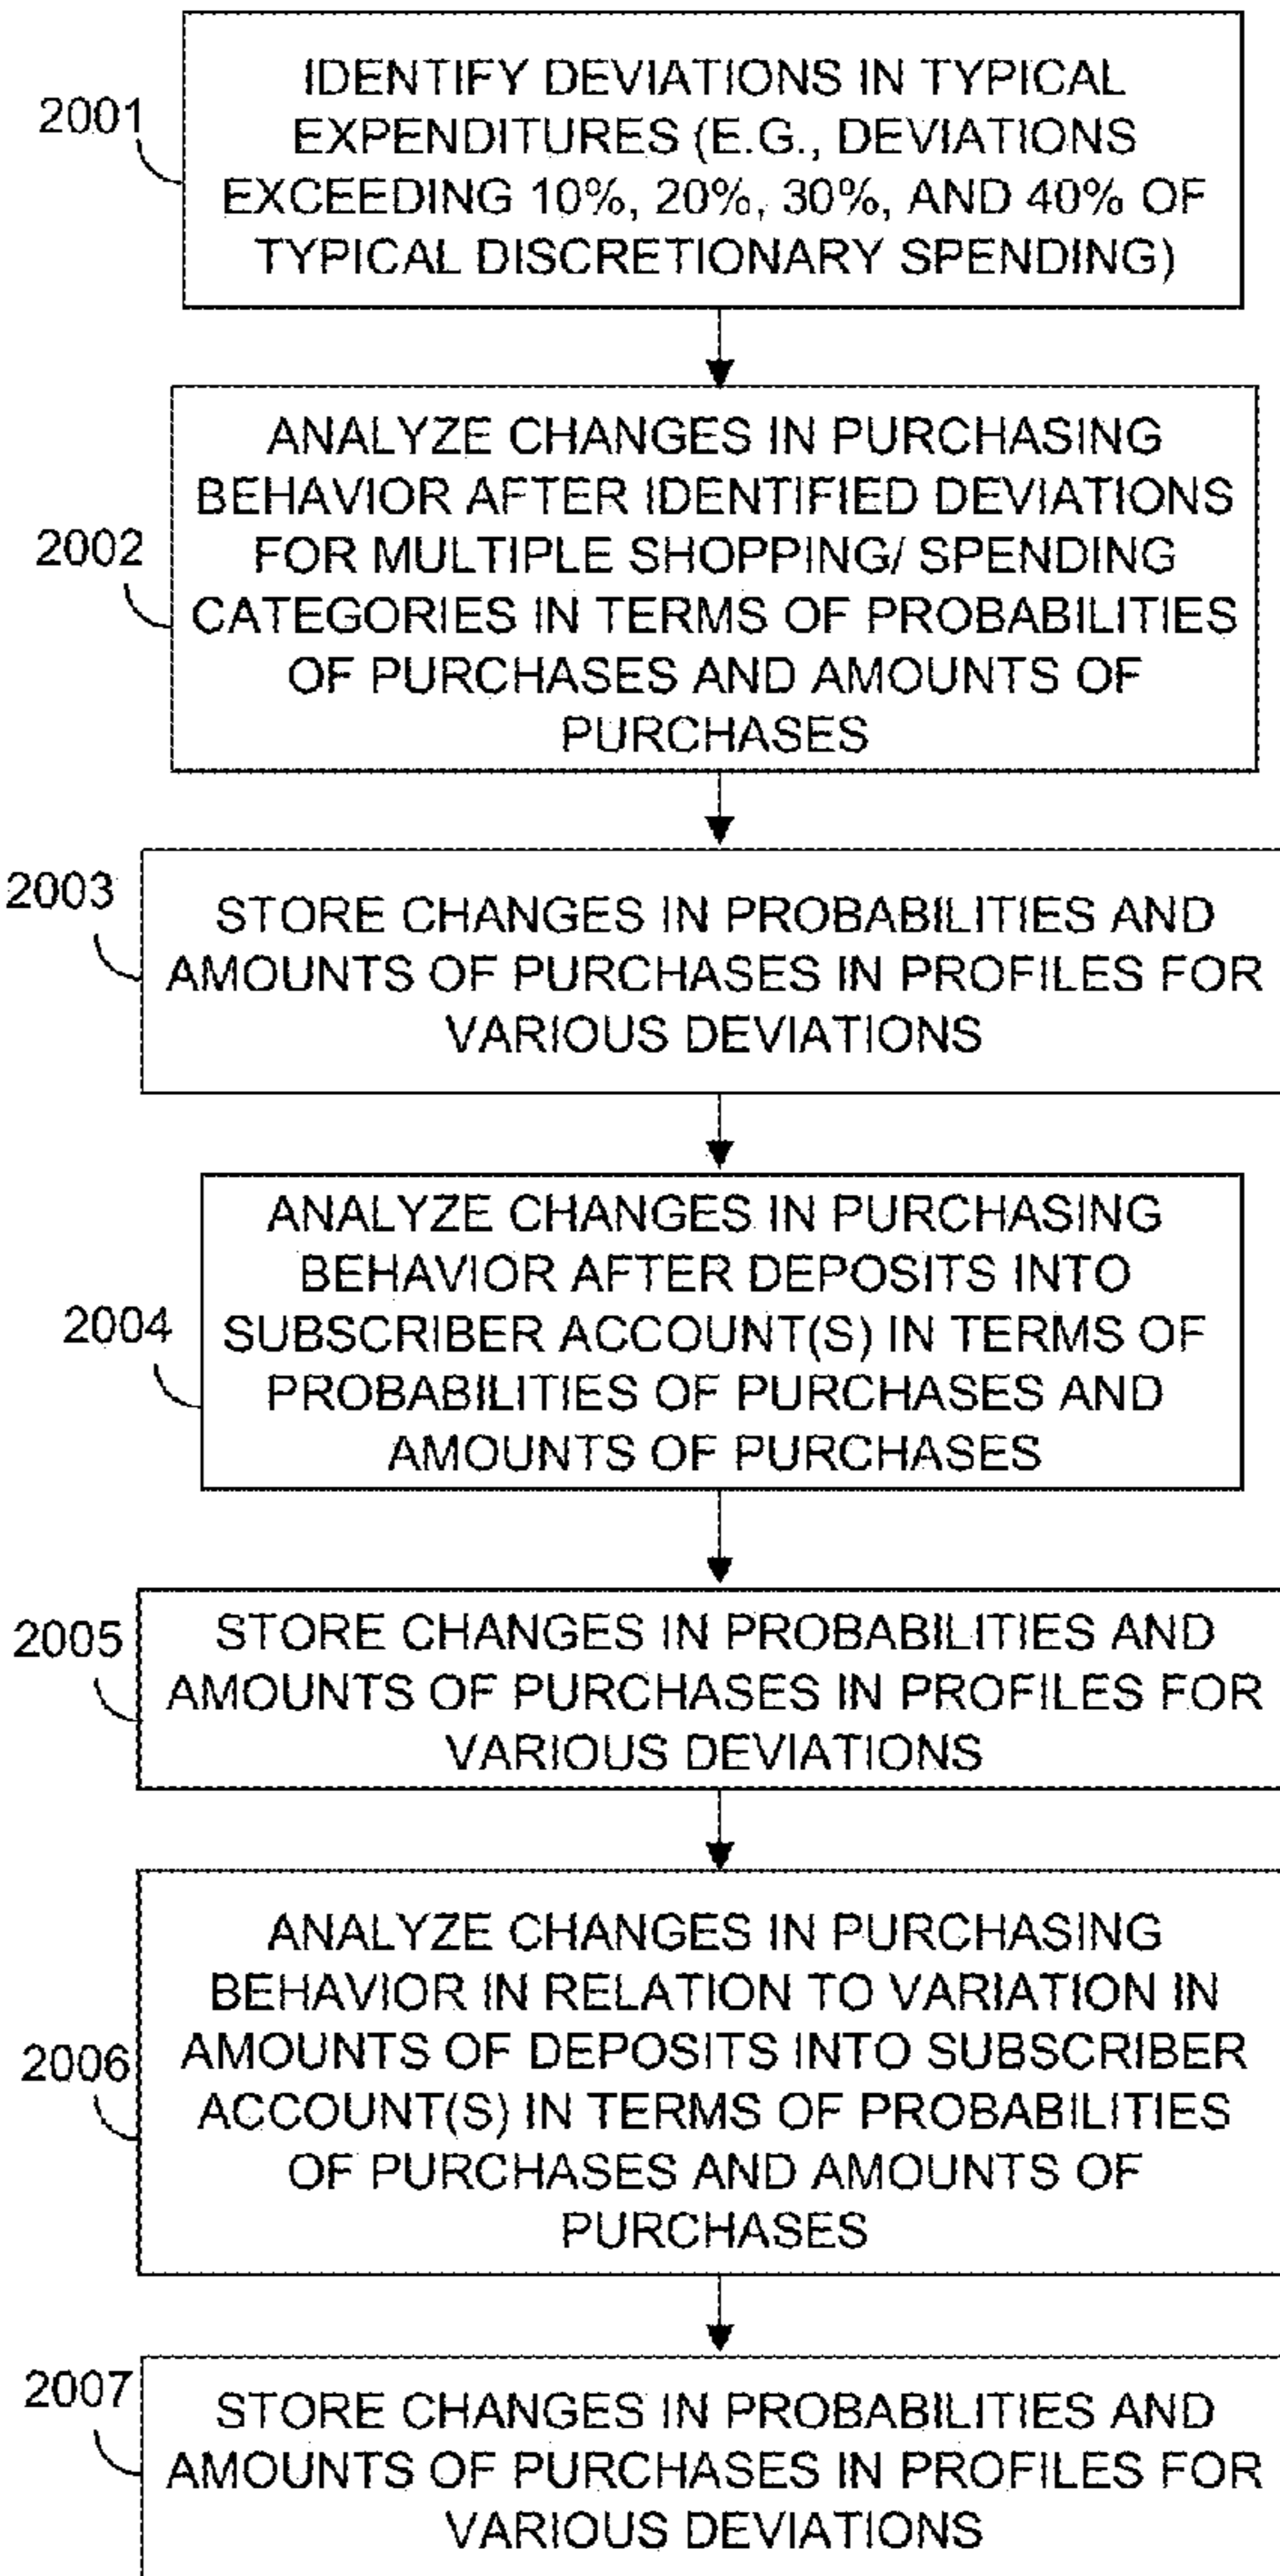 2001
IDENTIFY DEVIATIONS IN TYPICAL
EXPENDITURES (E.G., DEVIATIONS
EXCEEDING 10%, 20%, 30%, AND 40% OF
TYPICAL DISCRETIONARY SPENDING)
2002
ANALYZE CHANGES IN PURCHASING
BEHAVIOR AFTER IDENTIFIED DEVIATIONS
FOR MULTIPLE SHOPPING/ SPENDING
CATEGORIES IN TERMS OF PROBABILITIES
OF PURCHASES AND AMOUNTS OF
PURCHASES
2003
STORE CHANGES IN PROBABILITIES AND
AMOUNTS OF PURCHASES IN PROFILES FOR
VARIOUS DEVIATIONS
2004
ANALYZE CHANGES IN PURCHASING
BEHAVIOR AFTER DEPOSITS INTO
SUBSCRIBER ACCOUNT(S) IN TERMS OF
PROBABILITIES OF PURCHASES AND
AMOUNTS OF PURCHASES
2005
STORE CHANGES IN PROBABILITIES AND
AMOUNTS OF PURCHASES IN PROFILES FOR
VARIOUS DEVIATIONS
2006
ANALYZE CHANGES IN PURCHASING
BEHAVIOR IN RELATION TO VARIATION IN
AMOUNTS OF DEPOSITS INTO SUBSCRIBER
ACCOUNT(S) IN TERMS OF PROBABILITIES
OF PURCHASES AND AMOUNTS OF
PURCHASES
2007
STORE CHANGES IN PROBABILITIES AND
AMOUNTS OF PURCHASES IN PROFILES FOR
VARIOUS DEVIATIONS